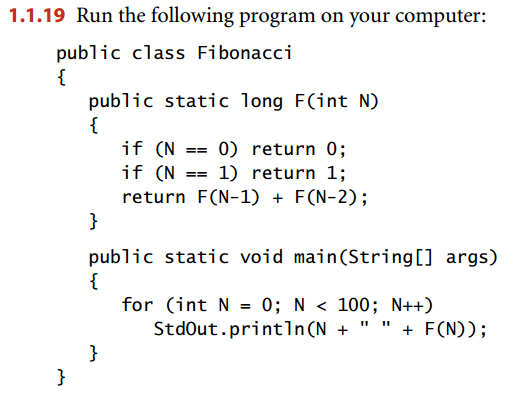 1.1.19 Run the following program on your computer:
public class Fibonacci
{
public static long F(int N)
{
if (N == 0) return 0;
if (N == 1) return 1;
return F(N-1) + F(N-2);
}
public static void main(String[] args)
{
for (int N = 0; N < 100; N++)
StdOut.println(N + " " + F(N));
}
}